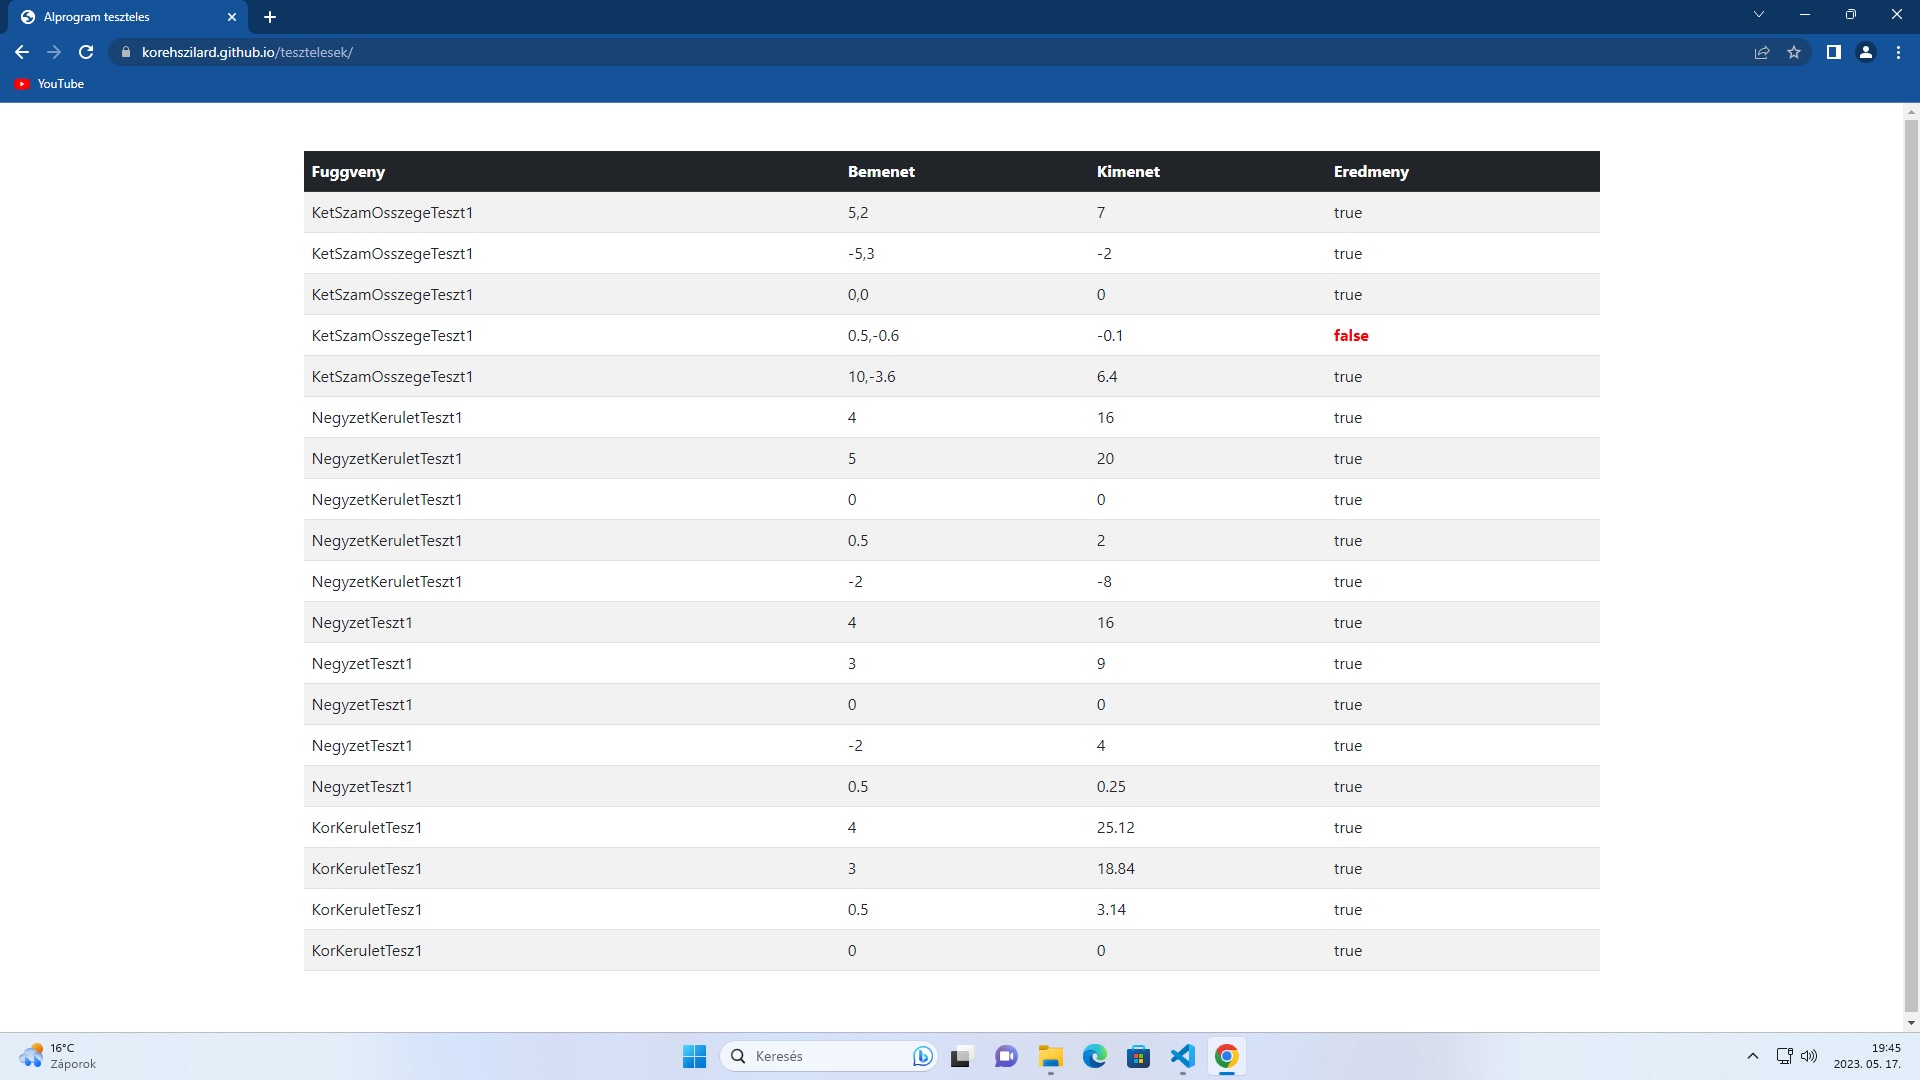 Alprogram teszteles
korehszilard.github.io/tesztelesek/
YouTube
Fuggveny Bemenet Kimenet Eredmeny
KetSzamOsszegeTeszt1 5,2 7 true
KetSzamOsszegeTeszt1 -5,3 -2 true
KetSzamOsszegeTeszt1 0,0 0 true
KetSzamOsszegeTeszt1 0.5,-0.6 -0.1 false
KetSzamOsszegeTeszt1 10,-3.6 6.4 true
NegyzetKeruletTeszt1 4 16 true
NegyzetKeruletTeszt1 5 20 true
NegyzetKeruletTeszt1 0 0 true
NegyzetKeruletTeszt1 0.5 2 true
NegyzetKeruletTeszt1 -2 -8 true
NegyzetTeszt1 4 16 true
NegyzetTeszt1 3 9 true
NegyzetTeszt1 0 0 true
NegyzetTeszt1 -2 4 true
NegyzetTeszt1 0.5 0.25 true
KorKeruletTesz1 4 25.12 true
KorKeruletTesz1 3 18.84 true
KorKeruletTesz1 0.5 3.14 true
KorKeruletTesz1 0 0 true
16°C
Záporok
Keresés
19:45
2023. 05. 17.